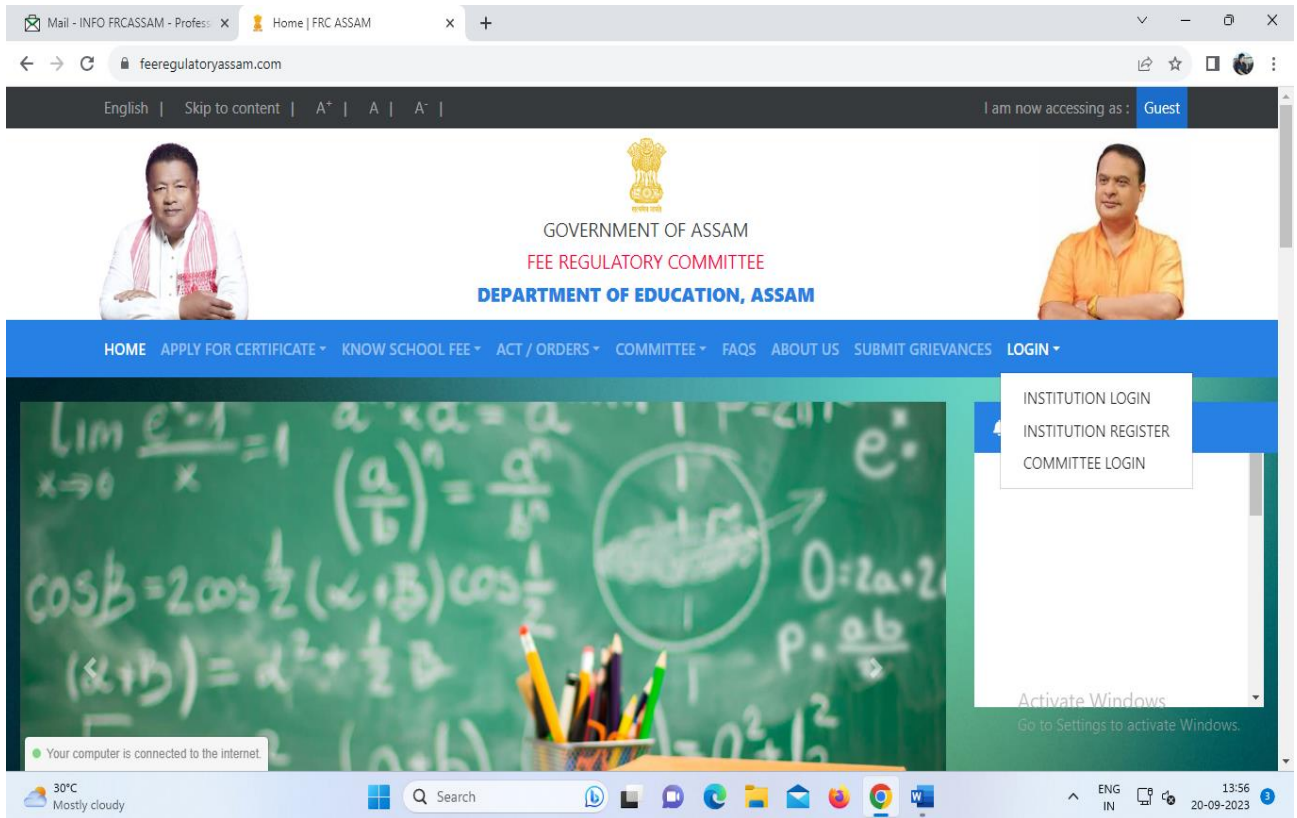 Mail - INFO FRCASSAM - Profess
Home | FRC ASSAM
feeregulatoryassam.com
English | Skip to content | A+ | A | A- |
I am now accessing as : Guest
GOVERNMENT OF ASSAM
FEE REGULATORY COMMITTEE
DEPARTMENT OF EDUCATION, ASSAM
HOME APPLY FOR CERTIFICATE KNOW SCHOOL FEE ACT / ORDERS COMMITTEE FAQS ABOUT US SUBMIT GRIEVANCES LOGIN
INSTITUTION LOGIN
INSTITUTION REGISTER
COMMITTEE LOGIN
Activate Windows
Go to Settings to activate Windows.
Your computer is connected to the internet.
30°C
Mostly cloudy
Search
ENG
IN
13:56
20-09-2023
3